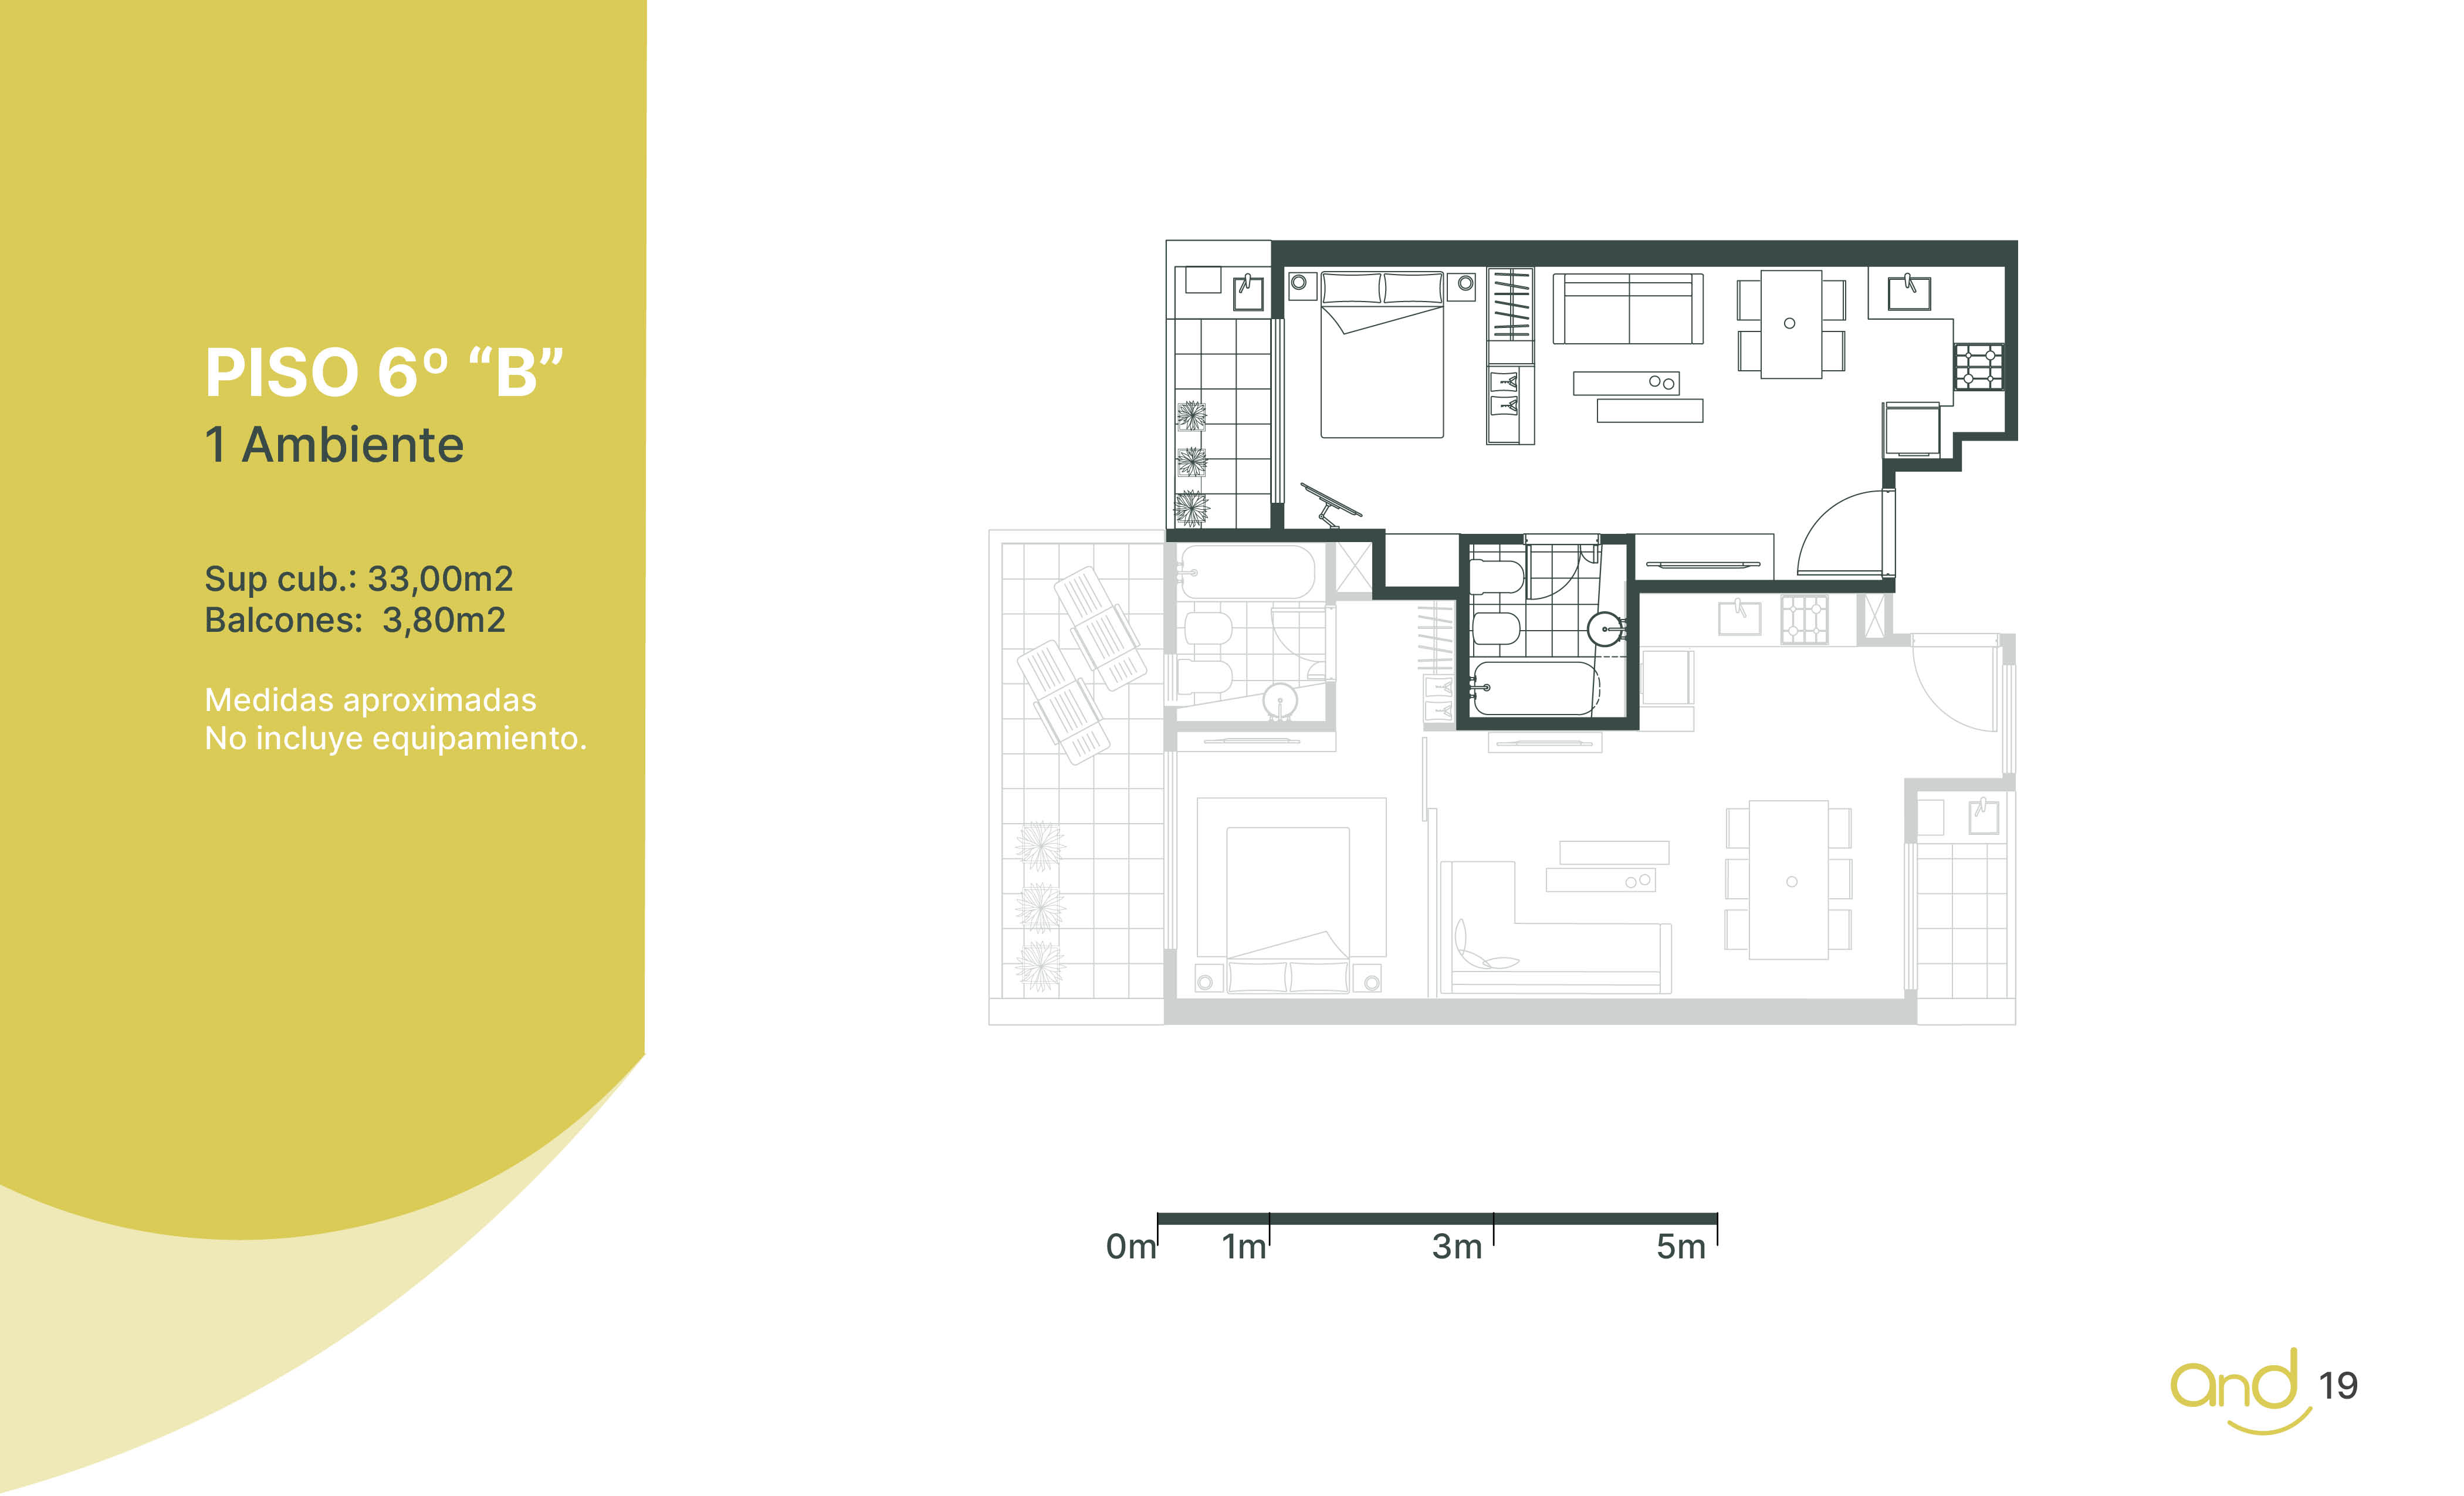 PISO 6º “B”
1 Ambiente
Sup cub.: 33,00m2
Balcones: 3,80m2
Medidas aproximadas
No incluye equipamiento.
0m 1m 3m 5m
and 19